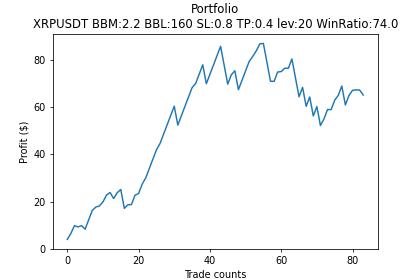 Portfolio
XRPUSDT BBM:2.2 BBL:160 SL:0.8 TP:0.4 lev:20 WinRatio:74.0
80
60
40
20
0
Profit ($)
0 20 40 60 80
Trade counts